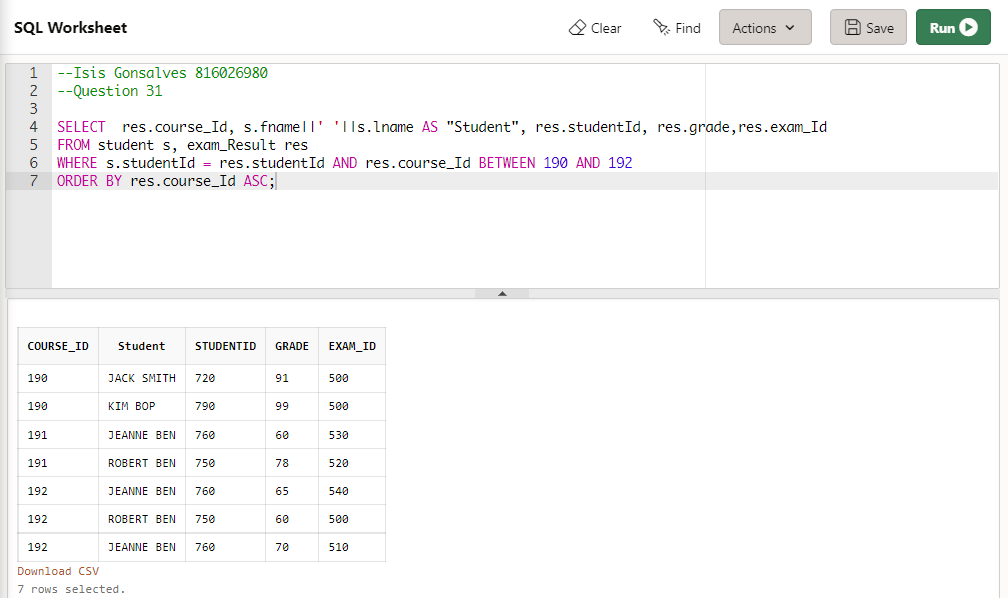 SQL Worksheet Clear Find Actions Save Run
1 --Isis Gonsalves 816026980
2 --Question 31
3
4 SELECT  res.course_Id, s.fname||' '||s.lname AS "Student", res.studentId, res.grade,res.exam_Id
5 FROM student s, exam_Result res
6 WHERE s.studentId = res.studentId AND res.course_Id BETWEEN 190 AND 192
7 ORDER BY res.course_Id ASC;
COURSE_ID Student STUDENTID GRADE EXAM_ID
190 JACK SMITH 720 91 500
190 KIM BOP 790 99 500
191 JEANNE BEN 760 60 530
191 ROBERT BEN 750 78 520
192 JEANNE BEN 760 65 540
192 ROBERT BEN 750 60 500
192 JEANNE BEN 760 70 510
Download CSV
7 rows selected.